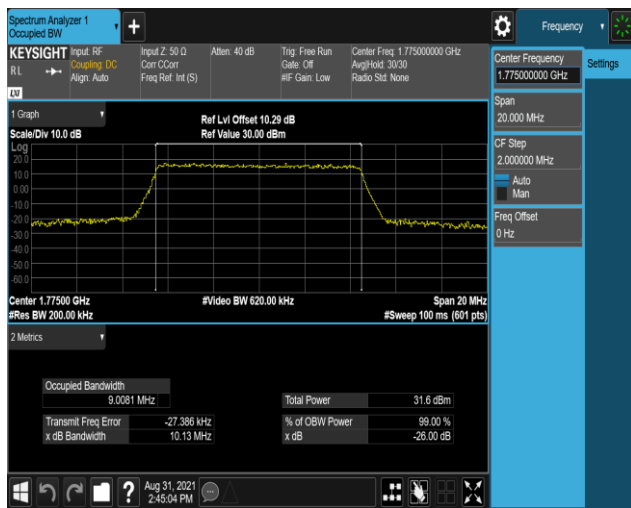 Spectrum Analyzer 1
Occupied BW
Frequency
KEYSIGHT
RL
LXI
Input: RF
Coupling: DC
Align: Auto
Input Z: 50 Ω
Corr CCorr
Freq Ref: Int (S)
Atten: 40 dB
Trig: Free Run
Gate: Off
#IF Gain: Low
Center Freq: 1.775000000 GHz
Avg|Hold: 30/30
Radio Std: None
Center Frequency
1.775000000 GHz
Settings
Span
20.000 MHz
CF Step
2.000000 MHz
Auto
Man
Freq Offset
0 Hz
1 Graph
Scale/Div 10.0 dB
Ref Lvl Offset 10.29 dB
Ref Value 30.00 dBm
Log
20.0
10.0
0.00
-10.0
-20.0
-30.0
-40.0
-50.0
-60.0
Center 1.77500 GHz
#Video BW 620.00 kHz
Span 20 MHz
#Res BW 200.00 kHz
#Sweep 100 ms (601 pts)
2 Metrics
Occupied Bandwidth
9.0081 MHz
Total Power 31.6 dBm
Transmit Freq Error -27.386 kHz
% of OBW Power 99.00 %
x dB Bandwidth 10.13 MHz
x dB -26.00 dB
?
Aug 31, 2021
2:45:04 PM